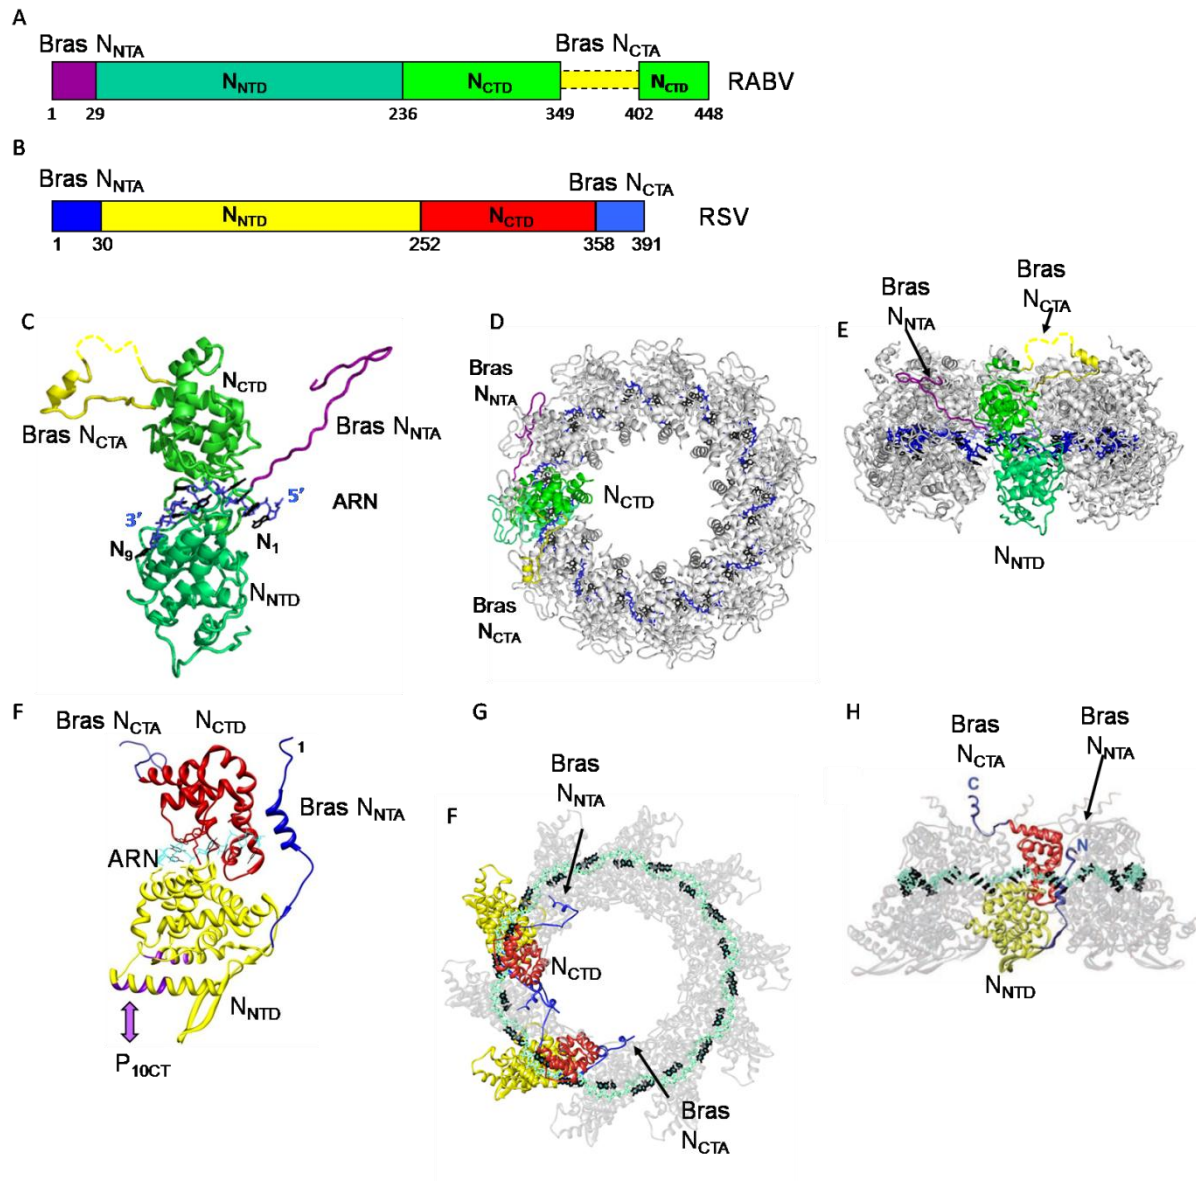 A
Bras NNTA
Bras NCTA
NNTD
NCTD
NCTD
RABV
1
29
236
349
402
448
B
Bras NNTA
Bras NCTA
NNTD
NCTD
RSV
1
30
252
358
391
C
NCTD
Bras NCTA
Bras NNTA
5'
3'
ARN
N9
N1
NNTD
D
Bras
NNTA
NCTD
Bras
NCTA
E
Bras
NNTA
Bras
NCTA
NNTD
F
Bras NCTA
NCTD
1
Bras NNTA
ARN
NNTD
P10CT
G
Bras
NNTA
F
NCTD
Bras
NCTA
H
Bras
NCTA
Bras
NNTA
C
N
NNTD